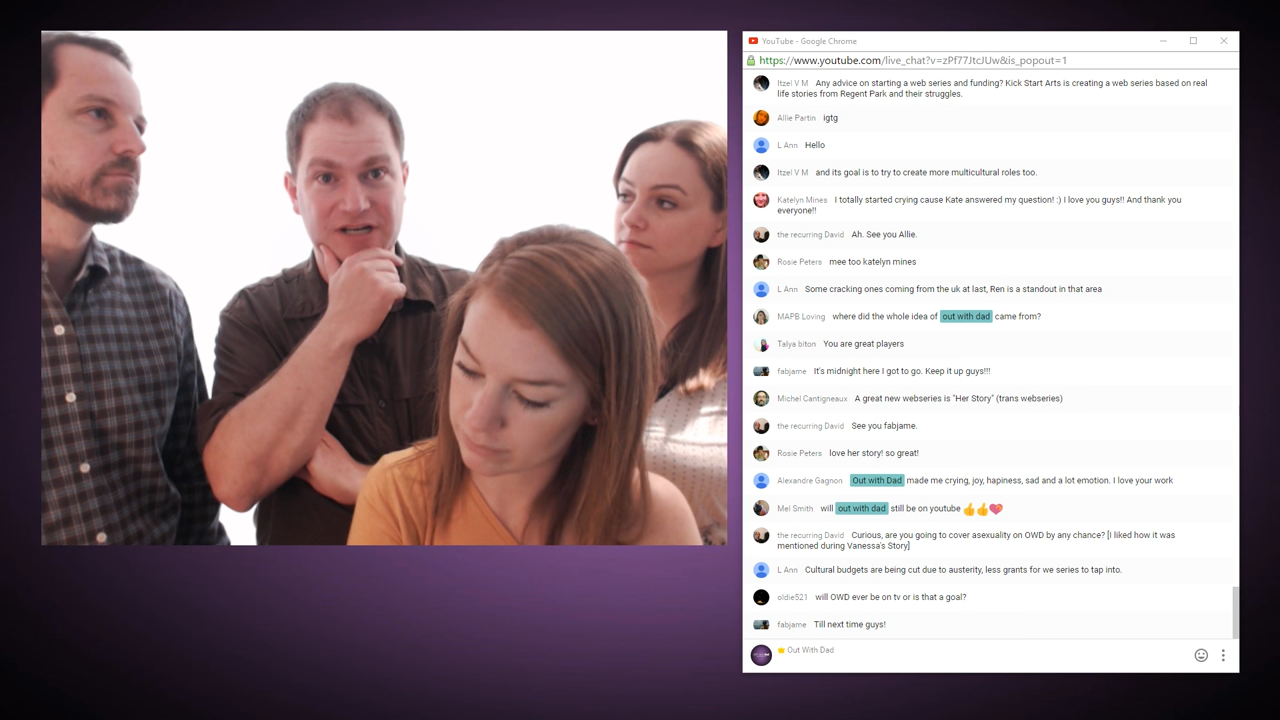 YouTube - Google Chrome
https://www.youtube.com/live_chat?v=zPf77JtcJUw&is_popout=1
Itzel V M Any advice on starting a web series and funding? Kick Start Arts is creating a web series based on real
life stories from Regent Park and their struggles.
Allie Partin igtg
L Ann Hello
Itzel V M and its goal is to try to create more multicultural roles too.
Katelyn Mines I totally started crying cause Kate answered my question! :) I love you guys!! And thank you
everyone!!
the recurring David Ah. See you Allie.
Rosie Peters mee too katelyn mines
L Ann Some cracking ones coming from the uk at last, Ren is a standout in that area
MAPB Loving where did the whole idea of out with dad came from?
Talya biton You are great players
fabjame It's midnight here I got to go. Keep it up guys!!!
Michel Cantigneaux A great new webseries is "Her Story" (trans webseries)
the recurring David See you fabjame.
Rosie Peters love her story! so great!
Alexandre Gagnon Out with Dad made me crying, joy, hapiness, sad and a lot emotion. I love your work
Mel Smith will out with dad still be on youtube 👍👍💖
the recurring David Curious, are you going to cover asexuality on OWD by any chance? [I liked how it was
mentioned during Vanessa's Story]
L Ann Cultural budgets are being cut due to austerity, less grants for we series to tap into.
oldie521 will OWD ever be on tv or is that a goal?
fabjame Till next time guys!
Out With Dad